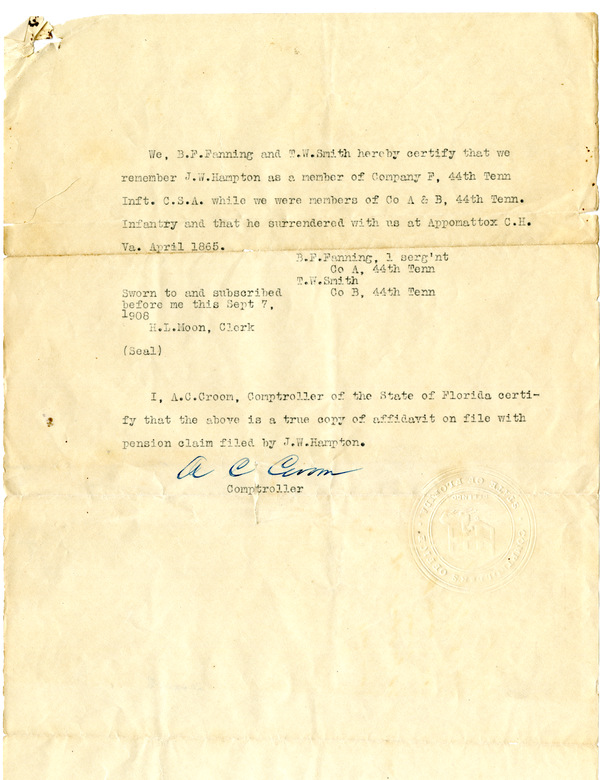 We, B.F.Fanning and T.W.Smith hereby certify that we
remember J.W.Hampton as a member of Company F, 44th Tenn
Inft. C.S.A. while we were members of Co A & B, 44th Tenn.
Infantry and that he surrendered with us at Appomattox C.H.
Va. April 1865.
B.F.Fanning, 1 serg'nt
Co A, 44th Tenn
T.W.Smith
Co B, 44th Tenn
Sworn to and subscribed
before me this Sept 7,
1908
H.L.Moon, Clerk
(Seal)
I, A.C.Croom, Comptroller of the State of Florida certi-
fy that the above is a true copy of affidavit on file with
pension claim filed by J.W.Hampton.
A C Croom
Comptroller